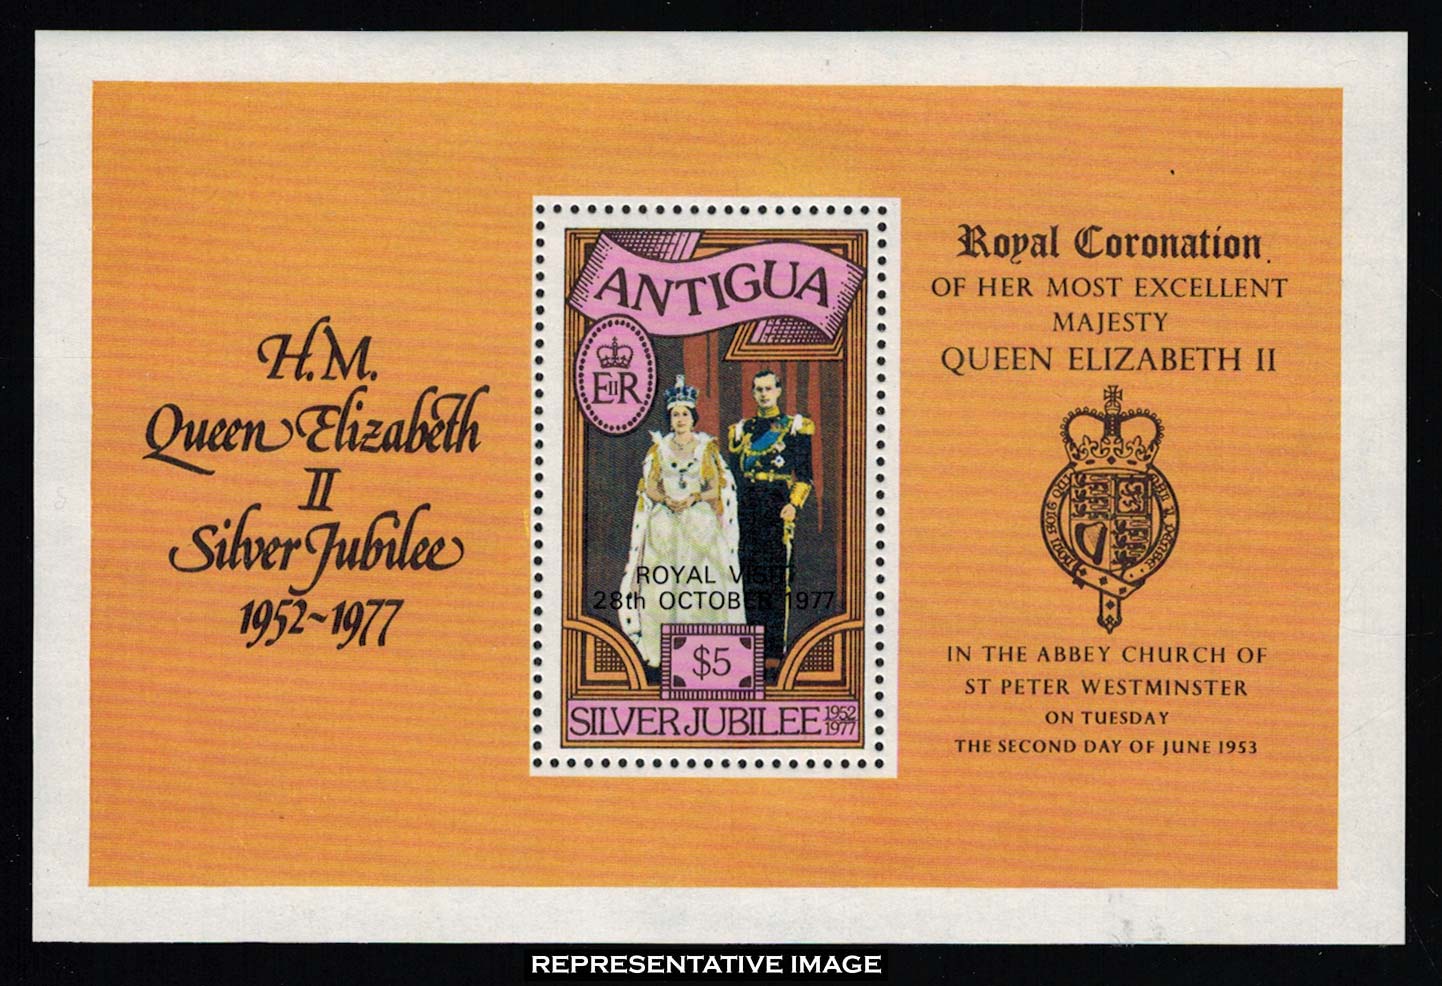 H.M.
Queen Elizabeth
II
Silver Jubilee
1952~1977
ANTIGUA
EIIR
ROYAL VISIT
28th OCTOBER 1977
$5
SILVER JUBILEE 1952 1977
Royal Coronation
OF HER MOST EXCELLENT
MAJESTY
QUEEN ELIZABETH II
IN THE ABBEY CHURCH OF
ST PETER WESTMINSTER
ON TUESDAY
THE SECOND DAY OF JUNE 1953
REPRESENTATIVE IMAGE